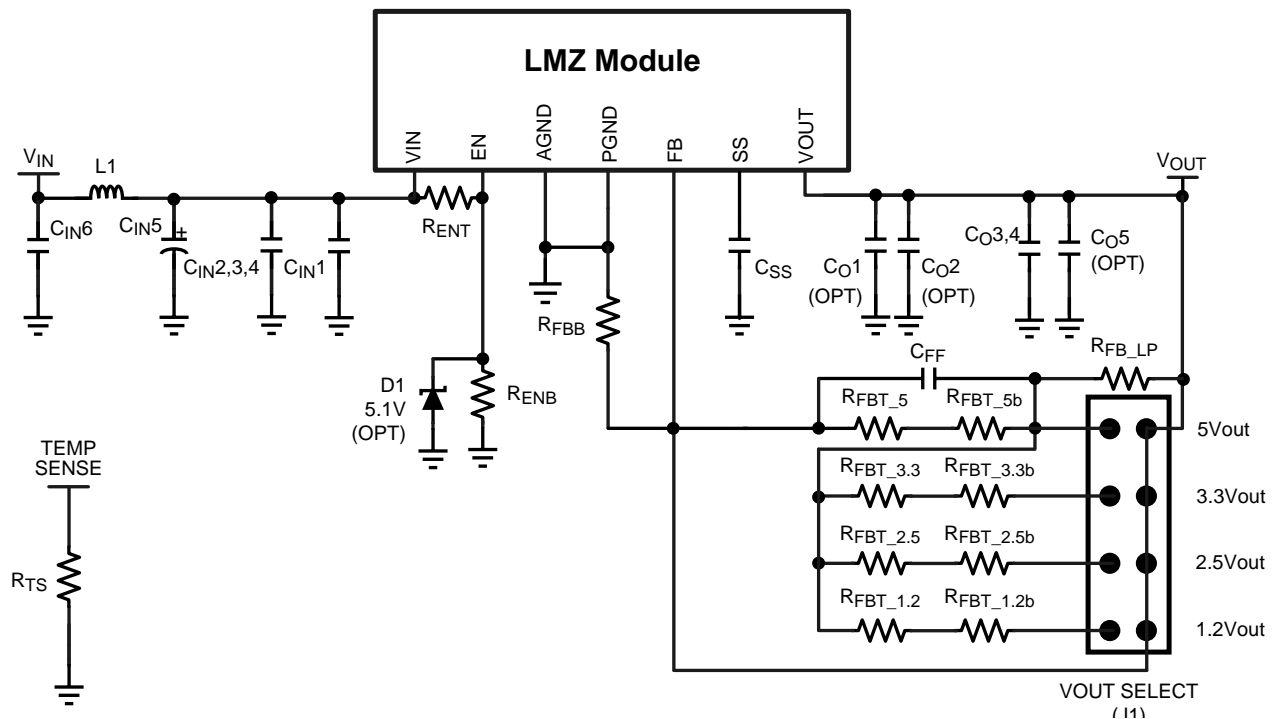 LMZ Module
VIN
EN
AGND
PGND
FB
SS
VOUT
VIN
L1
CIN6
CIN5
+
CIN2,3,4
CIN1
RENT
RFBB
CSS
CO1
(OPT)
CO2
(OPT)
CO3,4
CO5
(OPT)
VOUT
D1
5.1V
(OPT)
RENB
CFF
RFB_LP
RFBT_5
RFBT_5b
5Vout
RFBT_3.3
RFBT_3.3b
3.3Vout
RFBT_2.5
RFBT_2.5b
2.5Vout
RFBT_1.2
RFBT_1.2b
1.2Vout
TEMP
SENSE
RTS
VOUT SELECT
(J1)